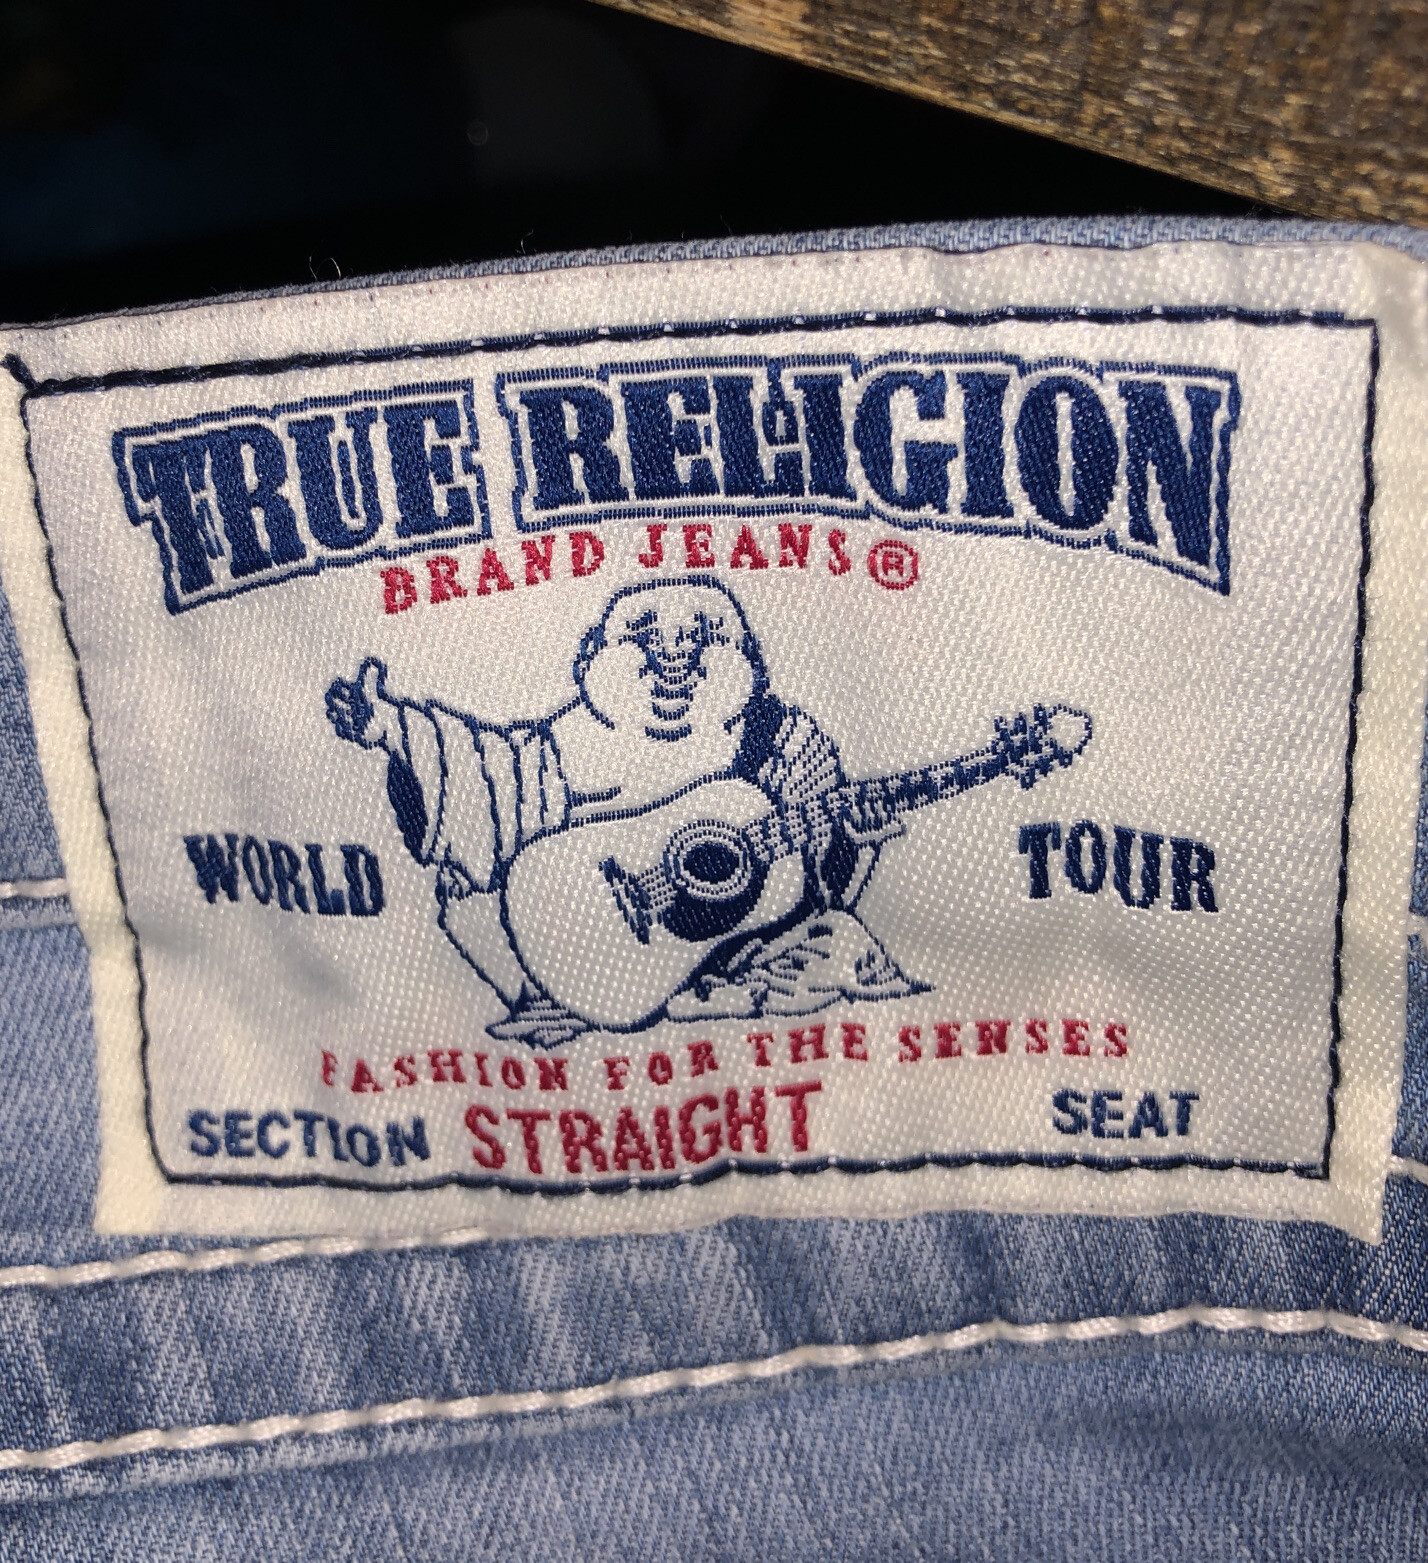 TRUE RELIGION
BRAND JEANS®
WORLD TOUR
FASHION FOR THE SENSES
SECTION STRAIGHT SEAT